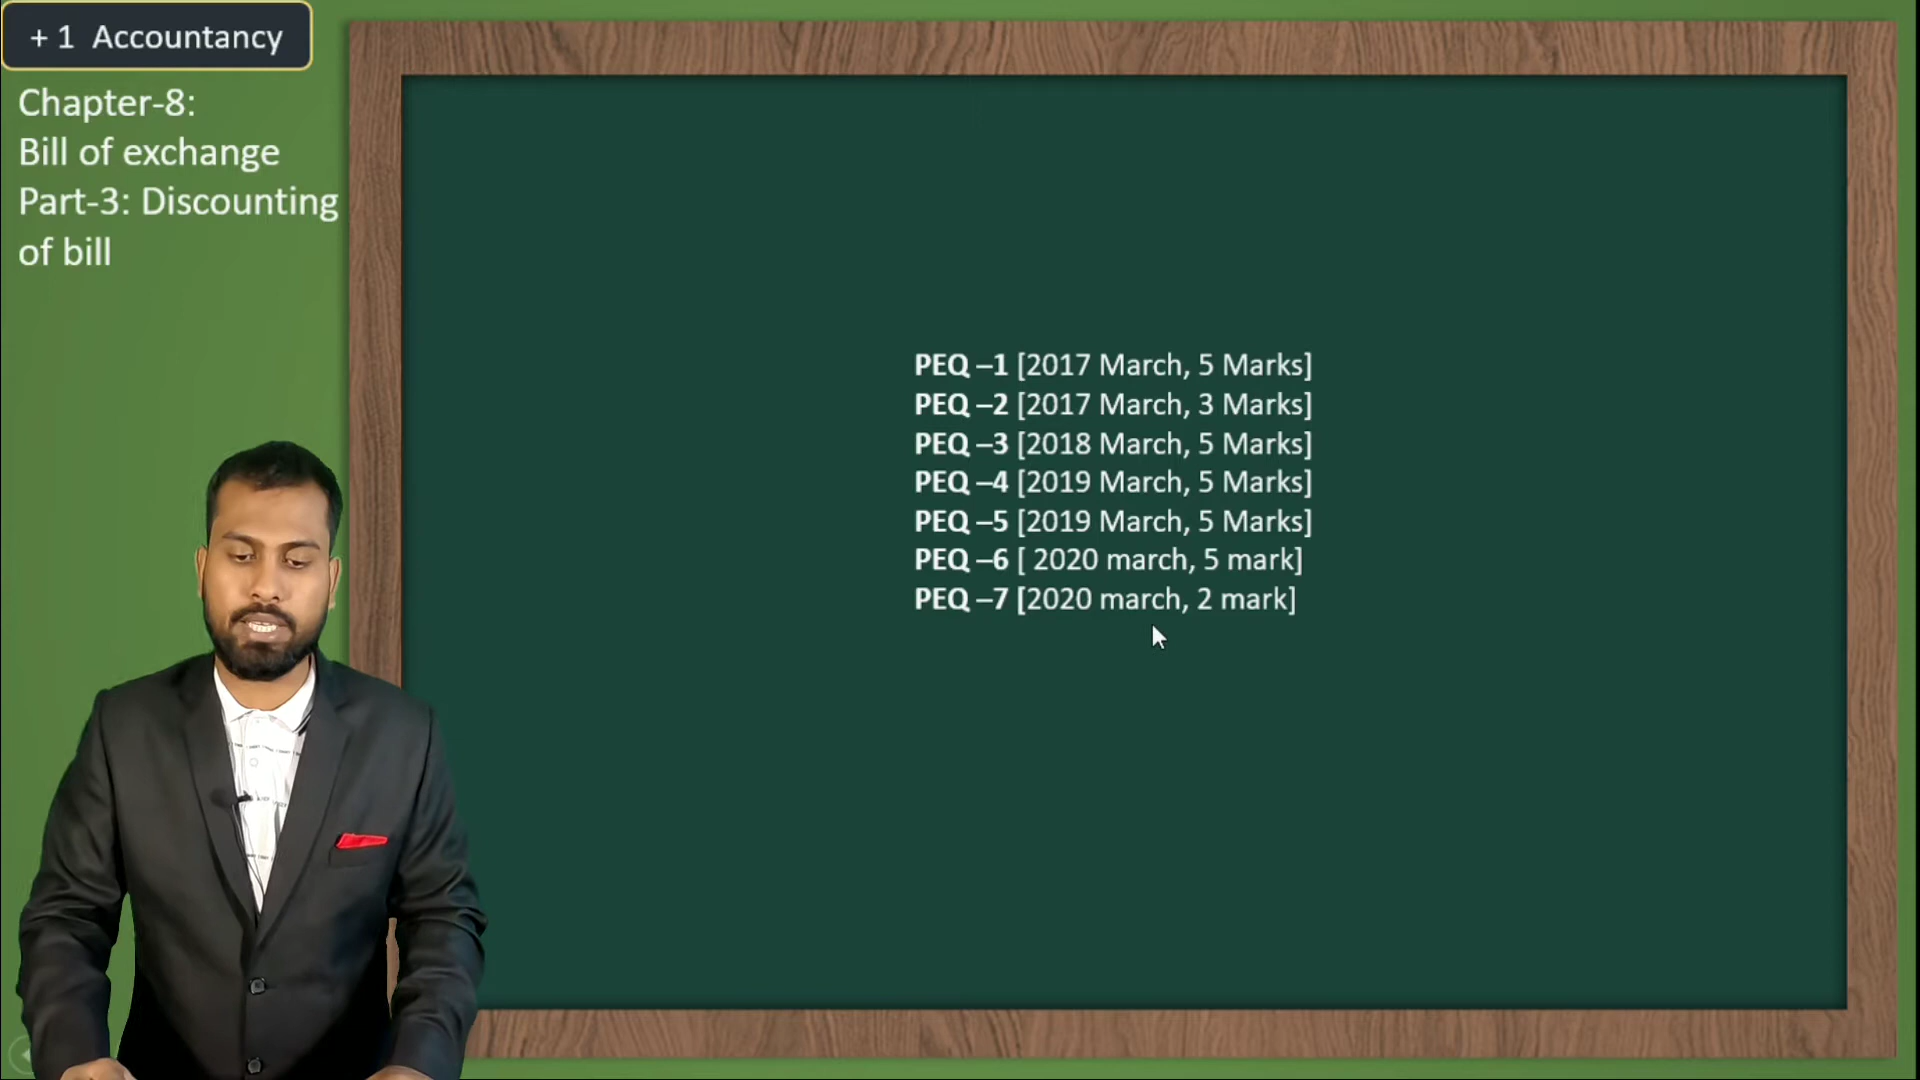 + 1 Accountancy
Chapter-8:
Bill of exchange
Part-3: Discounting
of bill
PEQ –1 [2017 March, 5 Marks]
PEQ –2 [2017 March, 3 Marks]
PEQ –3 [2018 March, 5 Marks]
PEQ –4 [2019 March, 5 Marks]
PEQ –5 [2019 March, 5 Marks]
PEQ –6 [ 2020 march, 5 mark]
PEQ –7 [2020 march, 2 mark]